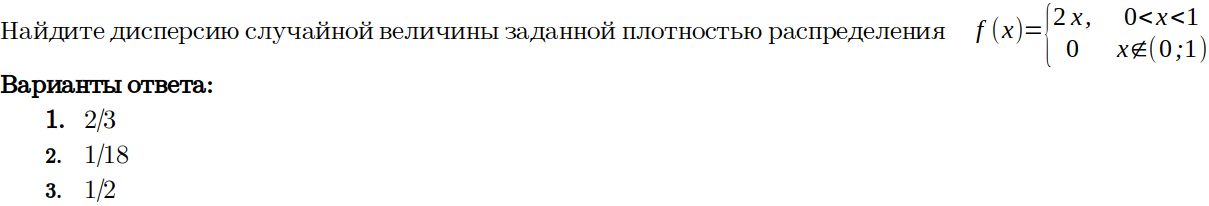 Найдите дисперсию случайной величины заданной плотностью распределения f(x)={2x, 0<x<1
0 x∉(0;1)
Варианты ответа:
1. 2/3
2. 1/18
3. 1/2